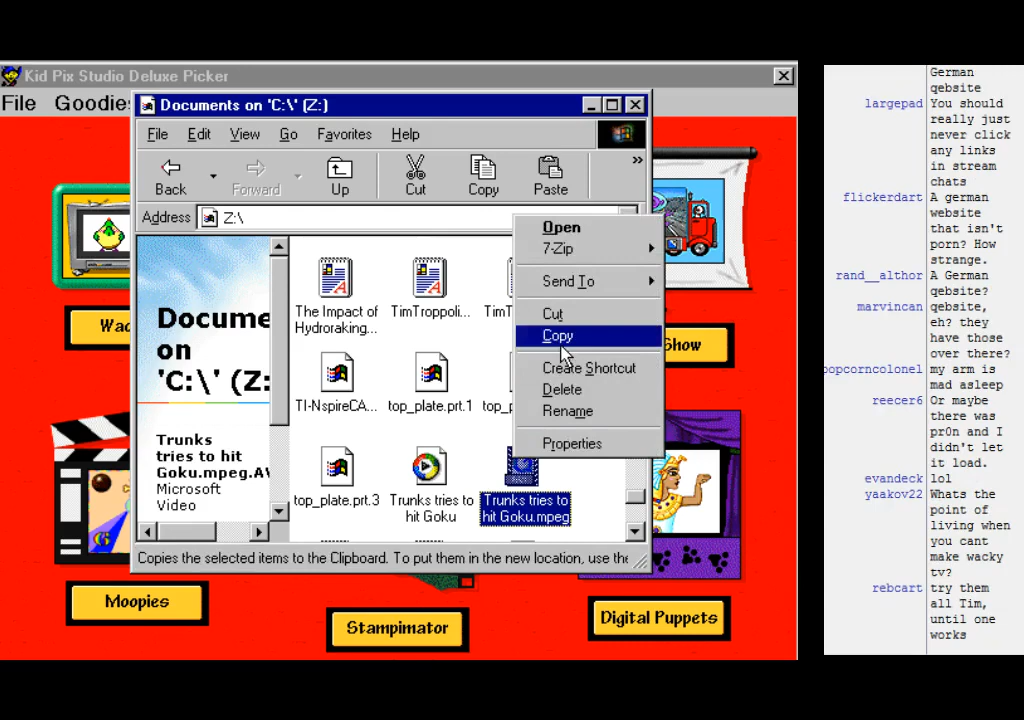 Kid Pix Studio Deluxe Picker
File Goodies
Documents on 'C:\' (Z:)
File Edit View Go Favorites Help
Back Forward Up Cut Copy Paste »
Address Z:\
Docume
on
'C:\' (Z:
Trunks
tries to hit
Goku.mpeg.AV
Microsoft
Video
The Impact of
Hydroraking...
TimTroppoli...
TimT
TI-NspireCA...
top_plate.prt.1
top_p
top_plate.prt.3
Trunks tries to
hit Goku
Trunks tries to
hit Goku.mpeg
Open
7-Zip
Send To
Cut
Copy
Create Shortcut
Delete
Rename
Properties
Copies the selected items to the Clipboard. To put them in the new location, use the
Wac
Show
Moopies
Stampimator
Digital Puppets
German
qebsite
largepad You should
really just
never click
any links
in stream
chats
flickerdart A german
website
that isn't
porn? How
strange.
rand__althor A German
qebsite?
marvincan qebsite,
eh? they
have those
over there?
popcorncolonel my arm is
mad asleep
reecer6 Or maybe
there was
pr0n and I
didn't let
it load.
evandeck lol
yaakov22 Whats the
point of
living when
you cant
make wacky
tv?
rebcart try them
all Tim,
until one
works